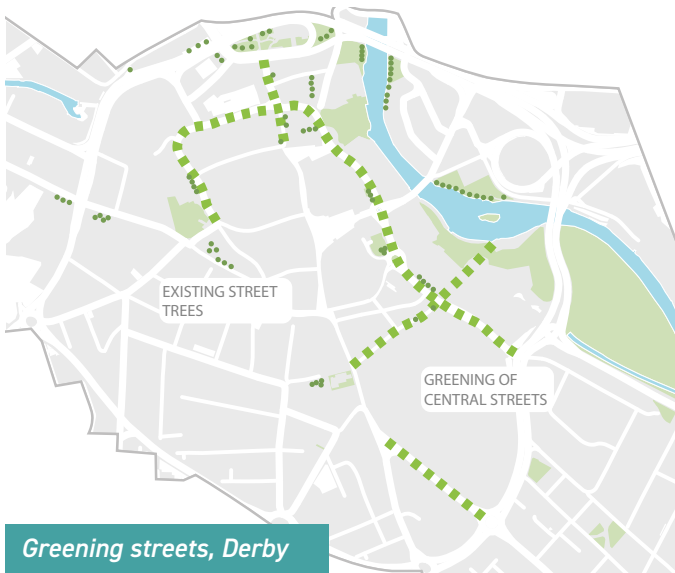 EXISTING STREET
TREES
GREENING OF
CENTRAL STREETS
Greening streets, Derby